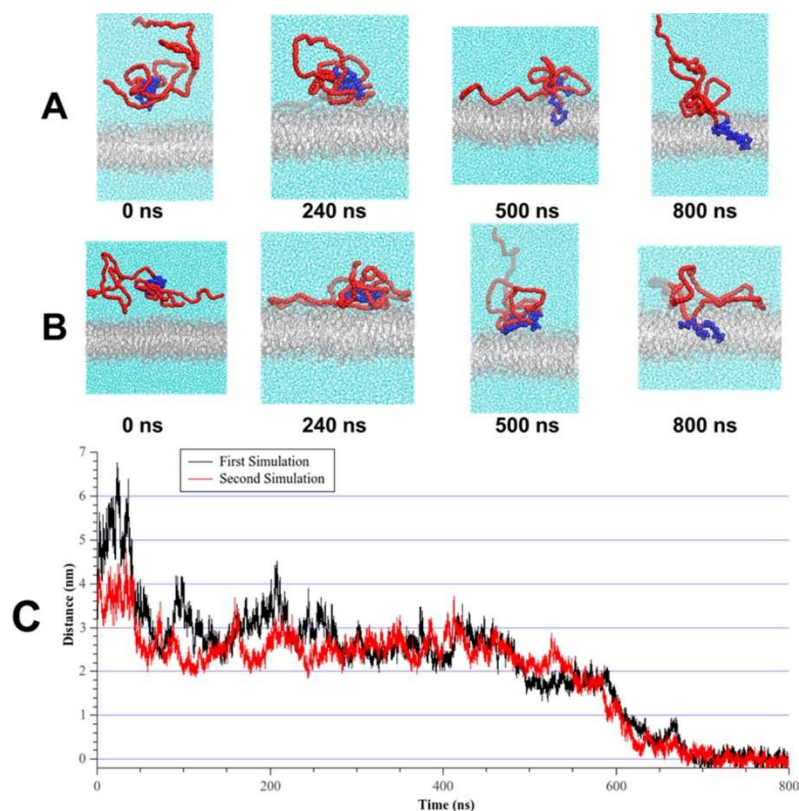 A
0 ns 240 ns 500 ns 800 ns
B
0 ns 240 ns 500 ns 800 ns
C
First Simulation
Second Simulation
Distance (nm)
7
6
5
4
3
2
1
0
0 200 400 600 800
Time (ns)